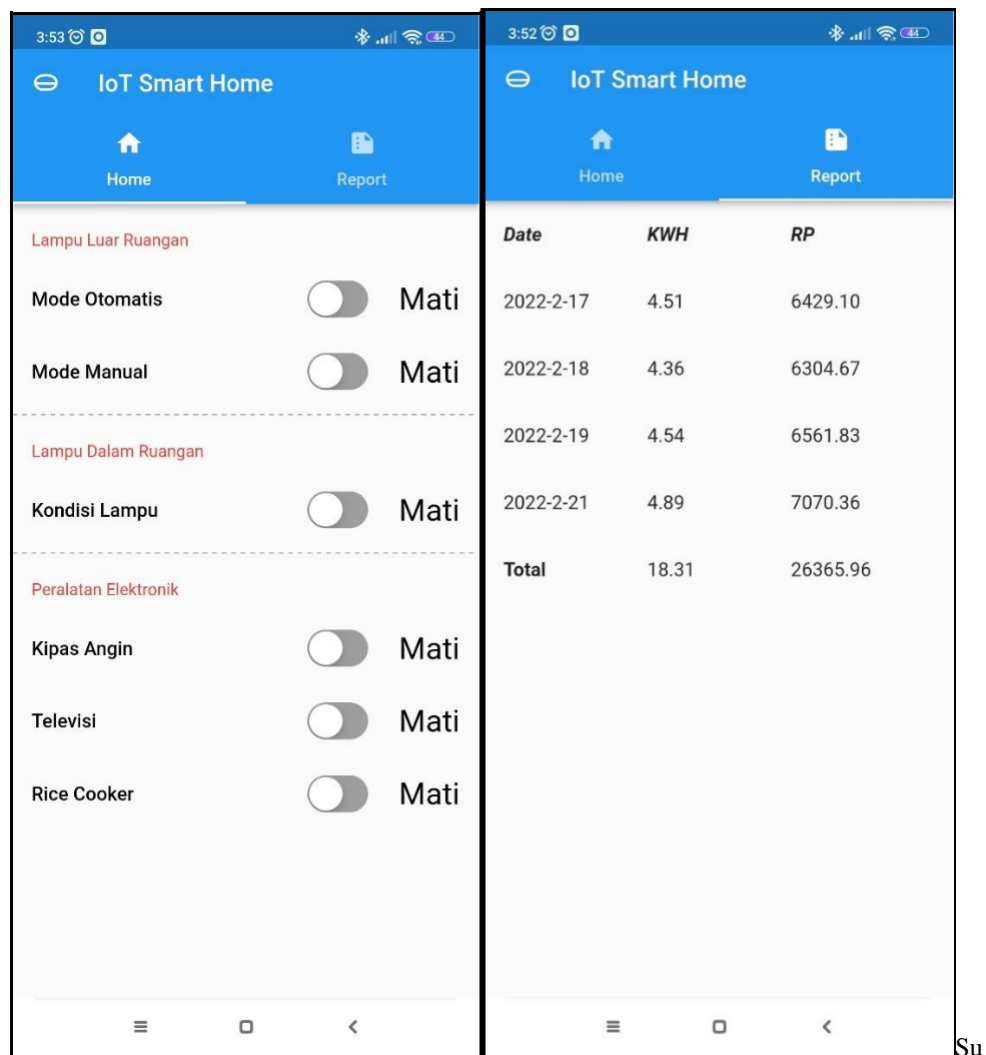 3:53
44
IoT Smart Home
Home Report
Lampu Luar Ruangan
Mode Otomatis Mati
Mode Manual Mati
Lampu Dalam Ruangan
Kondisi Lampu Mati
Peralatan Elektronik
Kipas Angin Mati
Televisi Mati
Rice Cooker Mati
3:52
44
IoT Smart Home
Home Report
Date KWH RP
2022-2-17 4.51 6429.10
2022-2-18 4.36 6304.67
2022-2-19 4.54 6561.83
2022-2-21 4.89 7070.36
Total 18.31 26365.96
Su